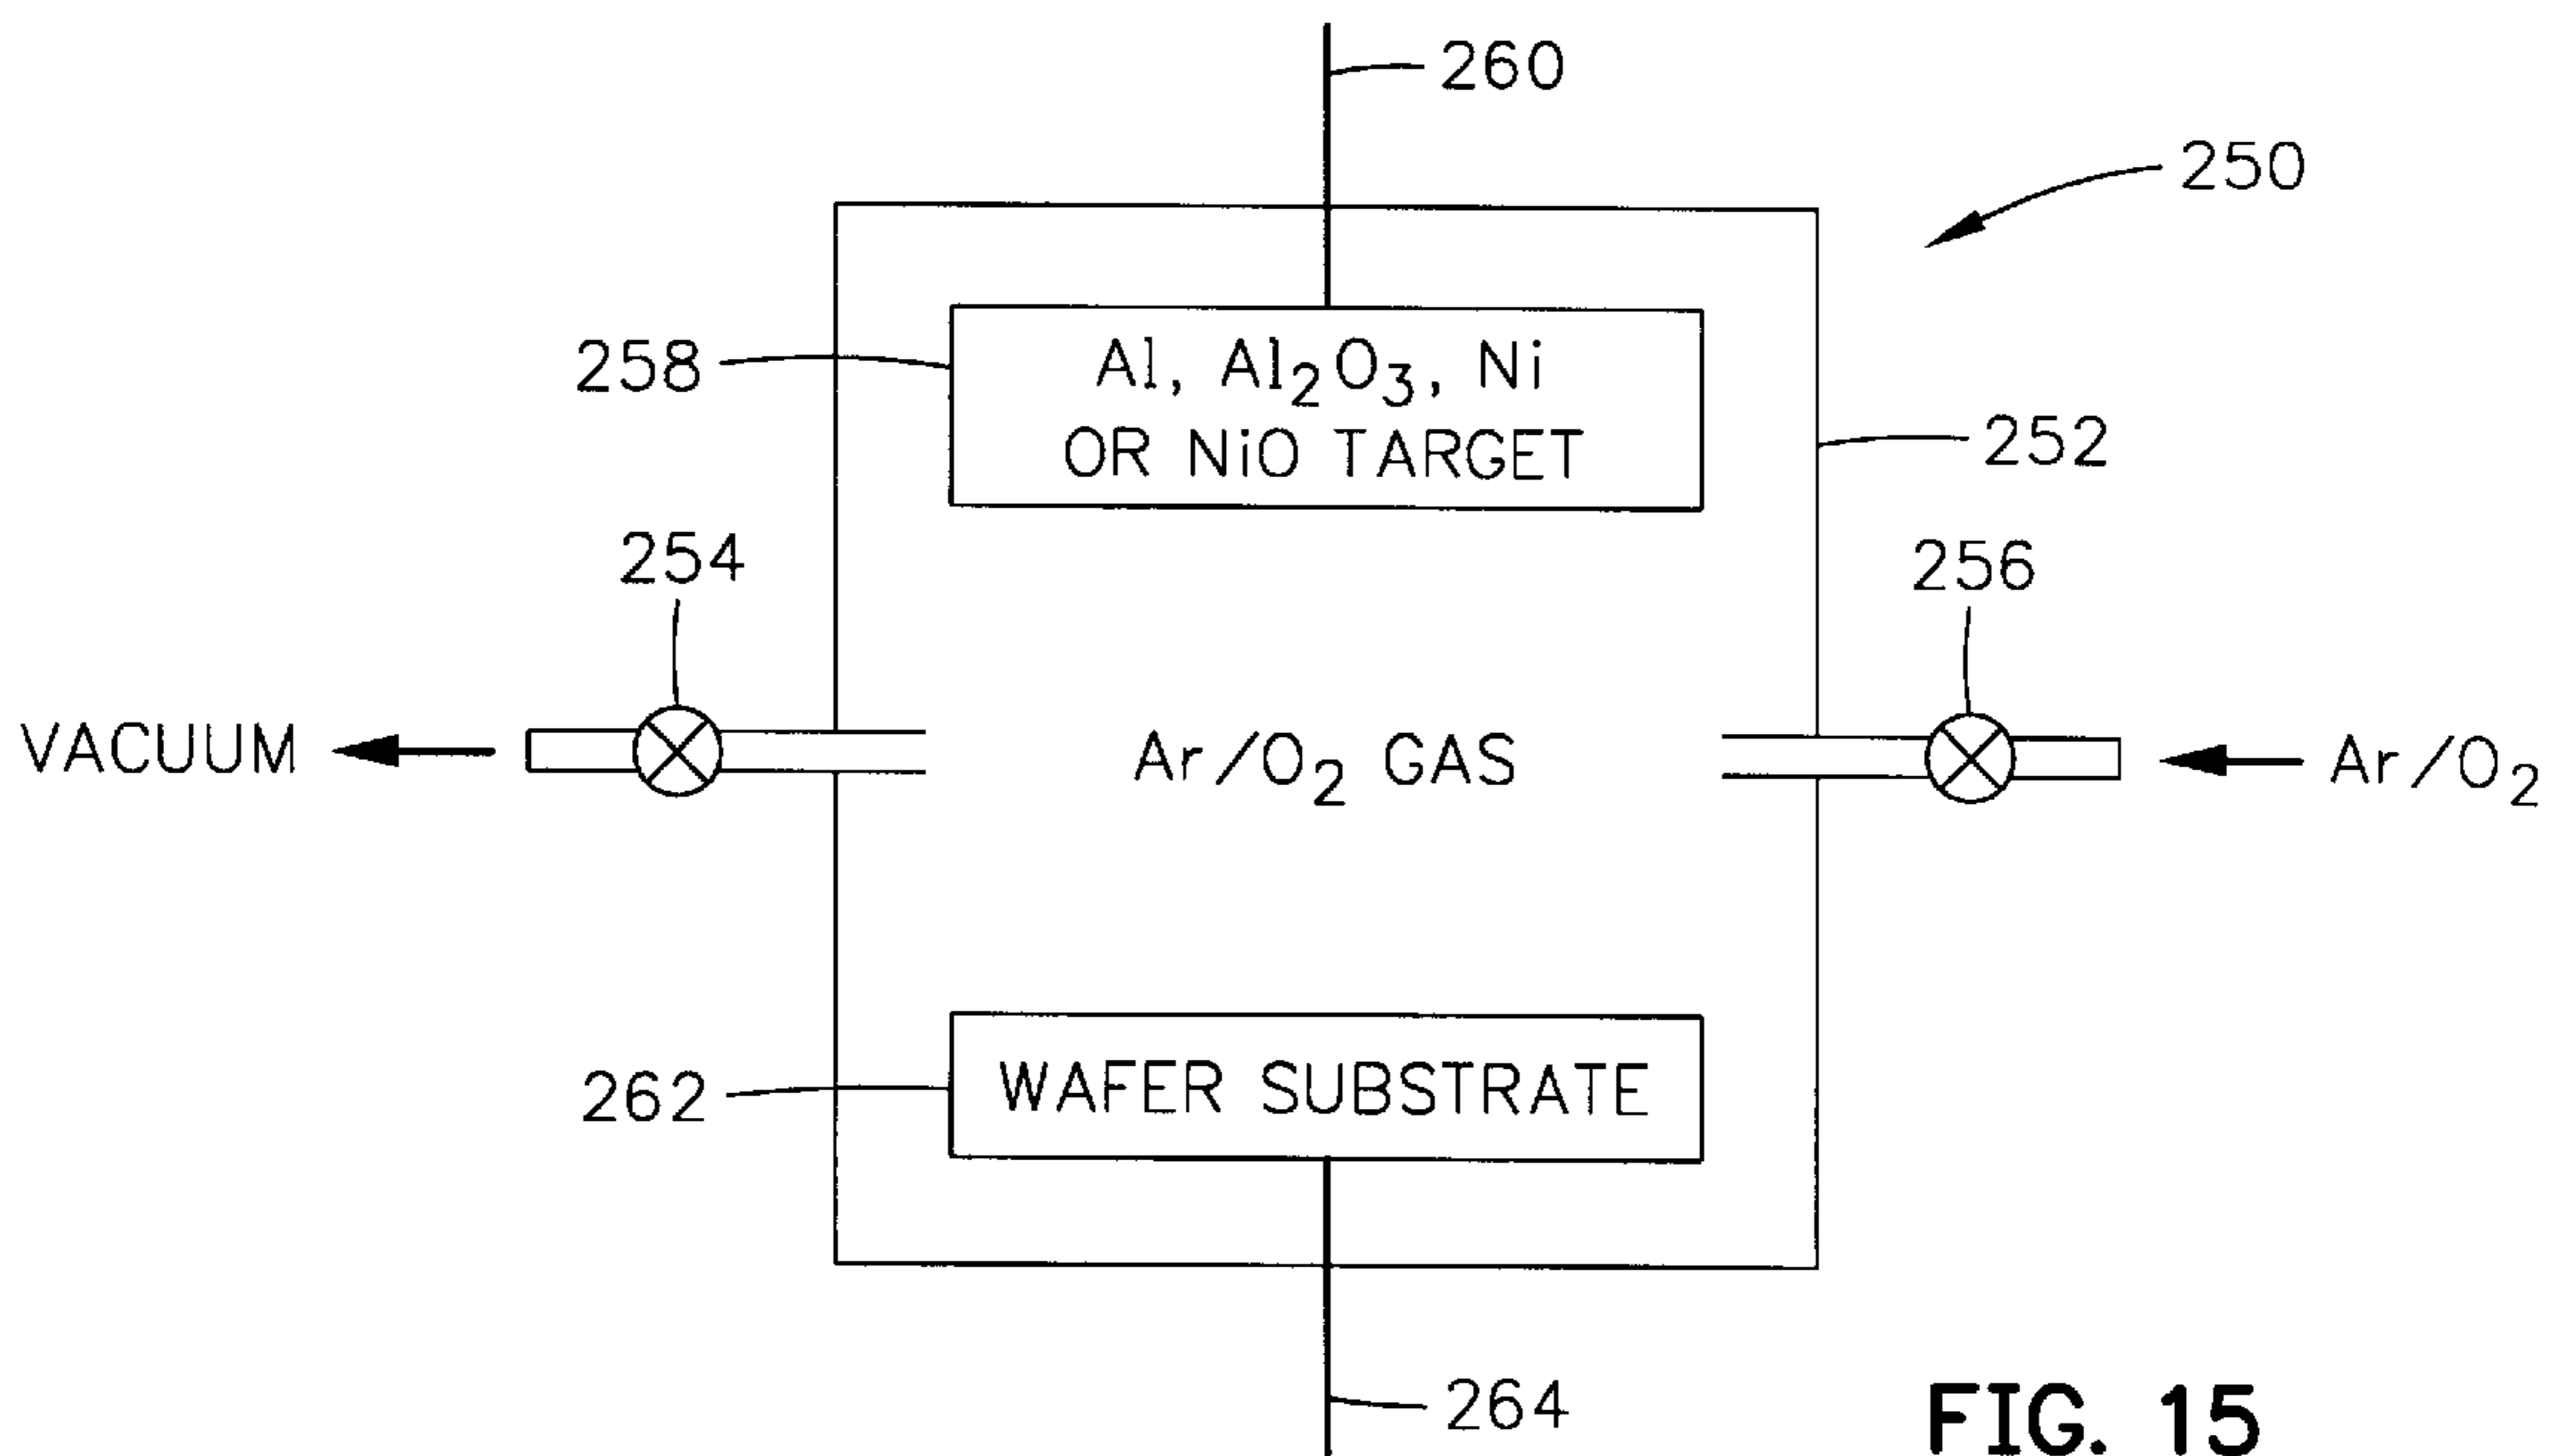 260
250
258
Al, Al₂O₃, Ni
OR NiO TARGET
252
254
256
VACUUM
Ar/O₂ GAS
Ar/O₂
262
WAFER SUBSTRATE
264
FIG. 15